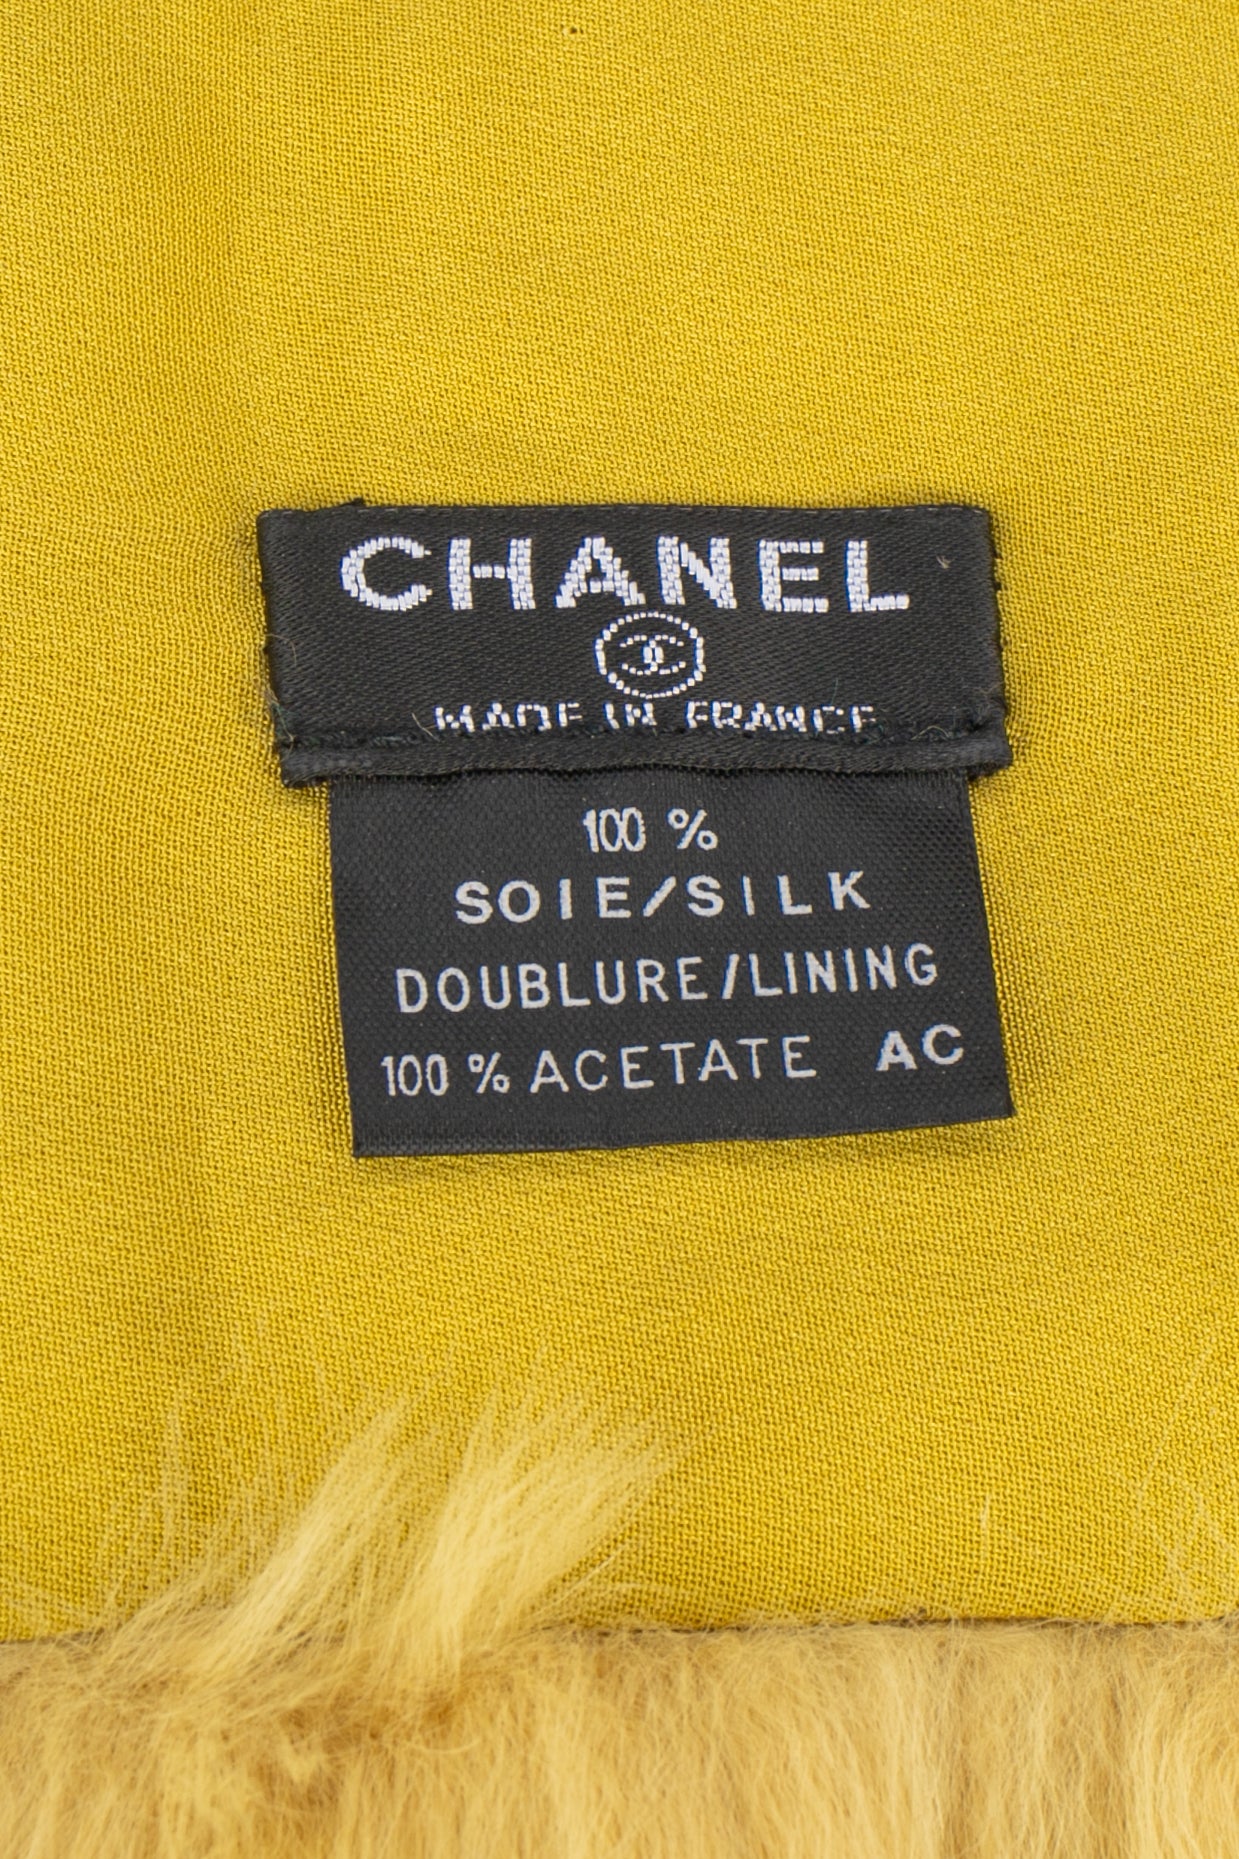 CHANEL
MADE IN FRANCE
100 %
SOIE/SILK
DOUBLURE/LINING
100 % ACETATE AC